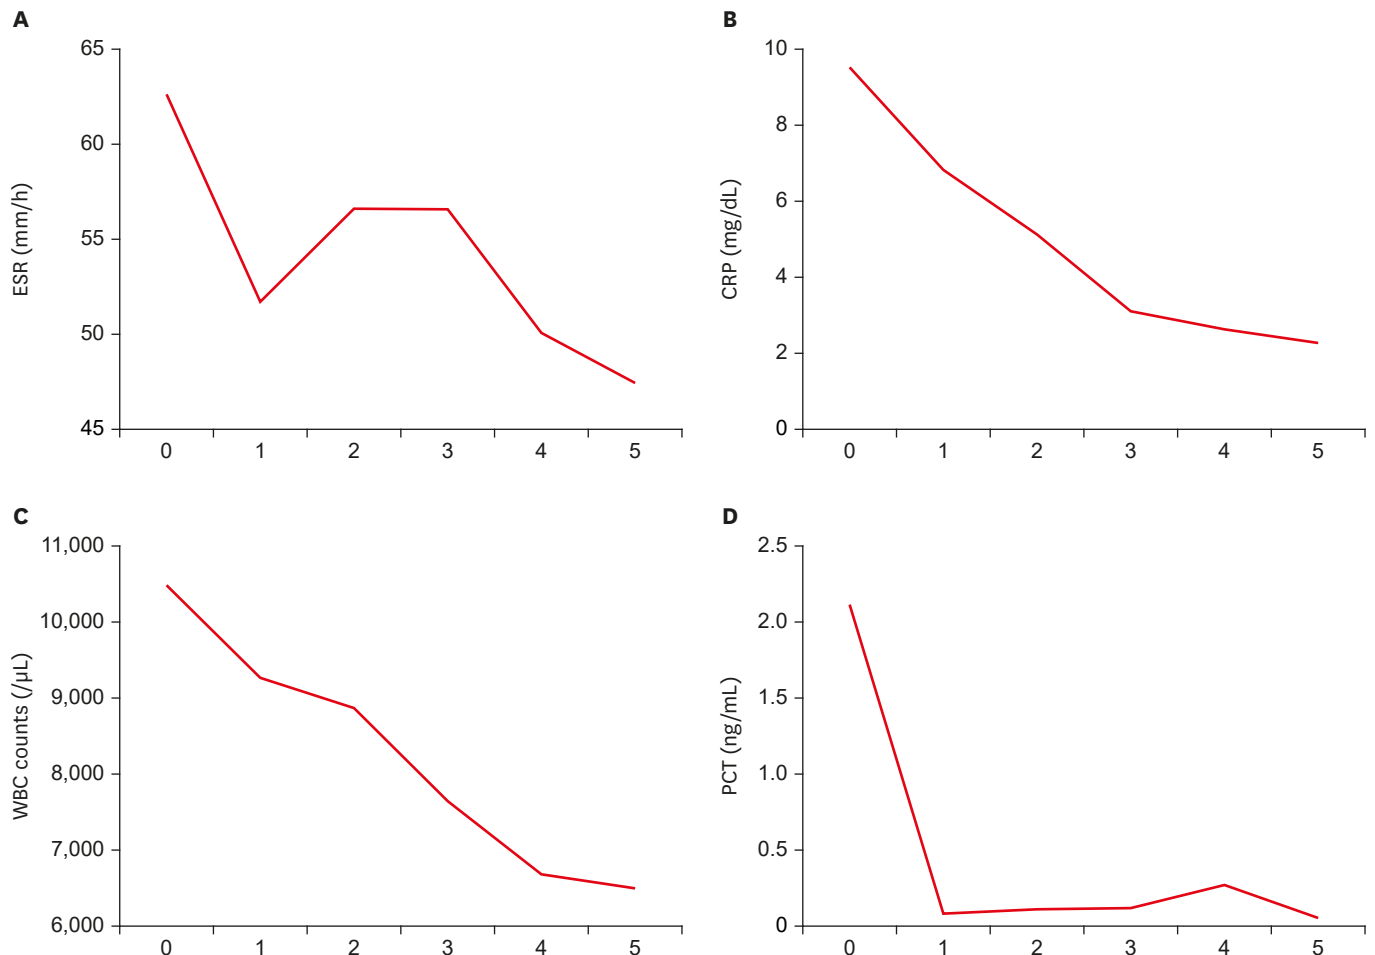 A
65
60
55
50
45
ESR (mm/h)
0 1 2 3 4 5
B
10
8
6
4
2
0
CRP (mg/dL)
0 1 2 3 4 5
C
11,000
10,000
9,000
8,000
7,000
6,000
WBC counts (/μL)
0 1 2 3 4 5
D
2.5
2.0
1.5
1.0
0.5
0
PCT (ng/mL)
0 1 2 3 4 5